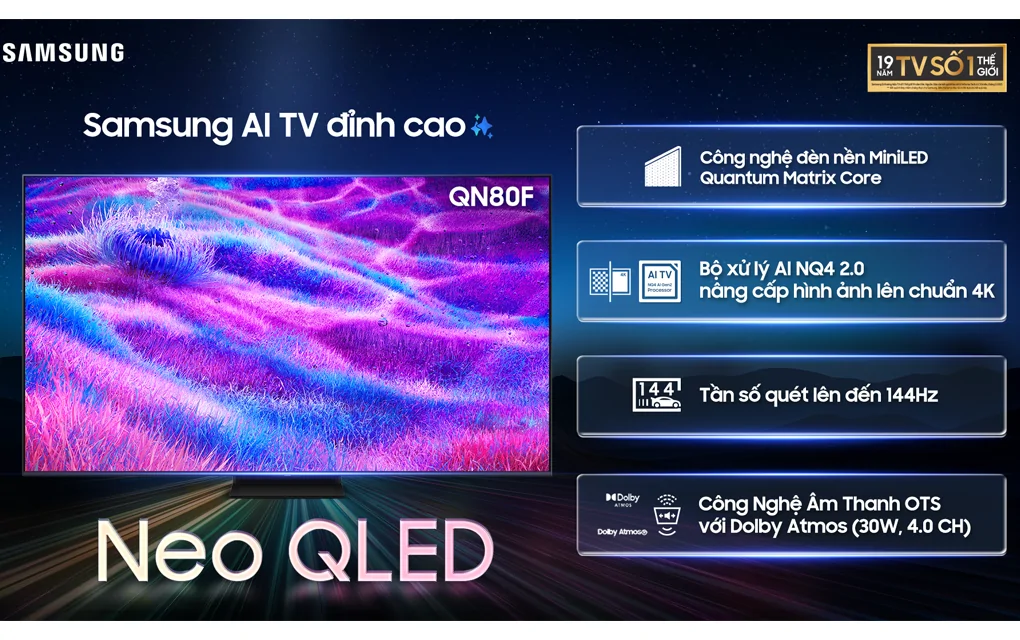 SAMSUNG
19 NĂM TV SỐ 1 THẾ GIỚI
Samsung AI TV đỉnh cao
QN80F
Công nghệ đèn nền MiniLED
Quantum Matrix Core
AI TV
NQ4 AI Gen2
Processor
Bộ xử lý AI NQ4 2.0
nâng cấp hình ảnh lên chuẩn 4K
144
Tần số quét lên đến 144Hz
Dolby
ATMOS
Dolby Atmos
Công Nghệ Âm Thanh OTS
với Dolby Atmos (30W, 4.0 CH)
Neo QLED